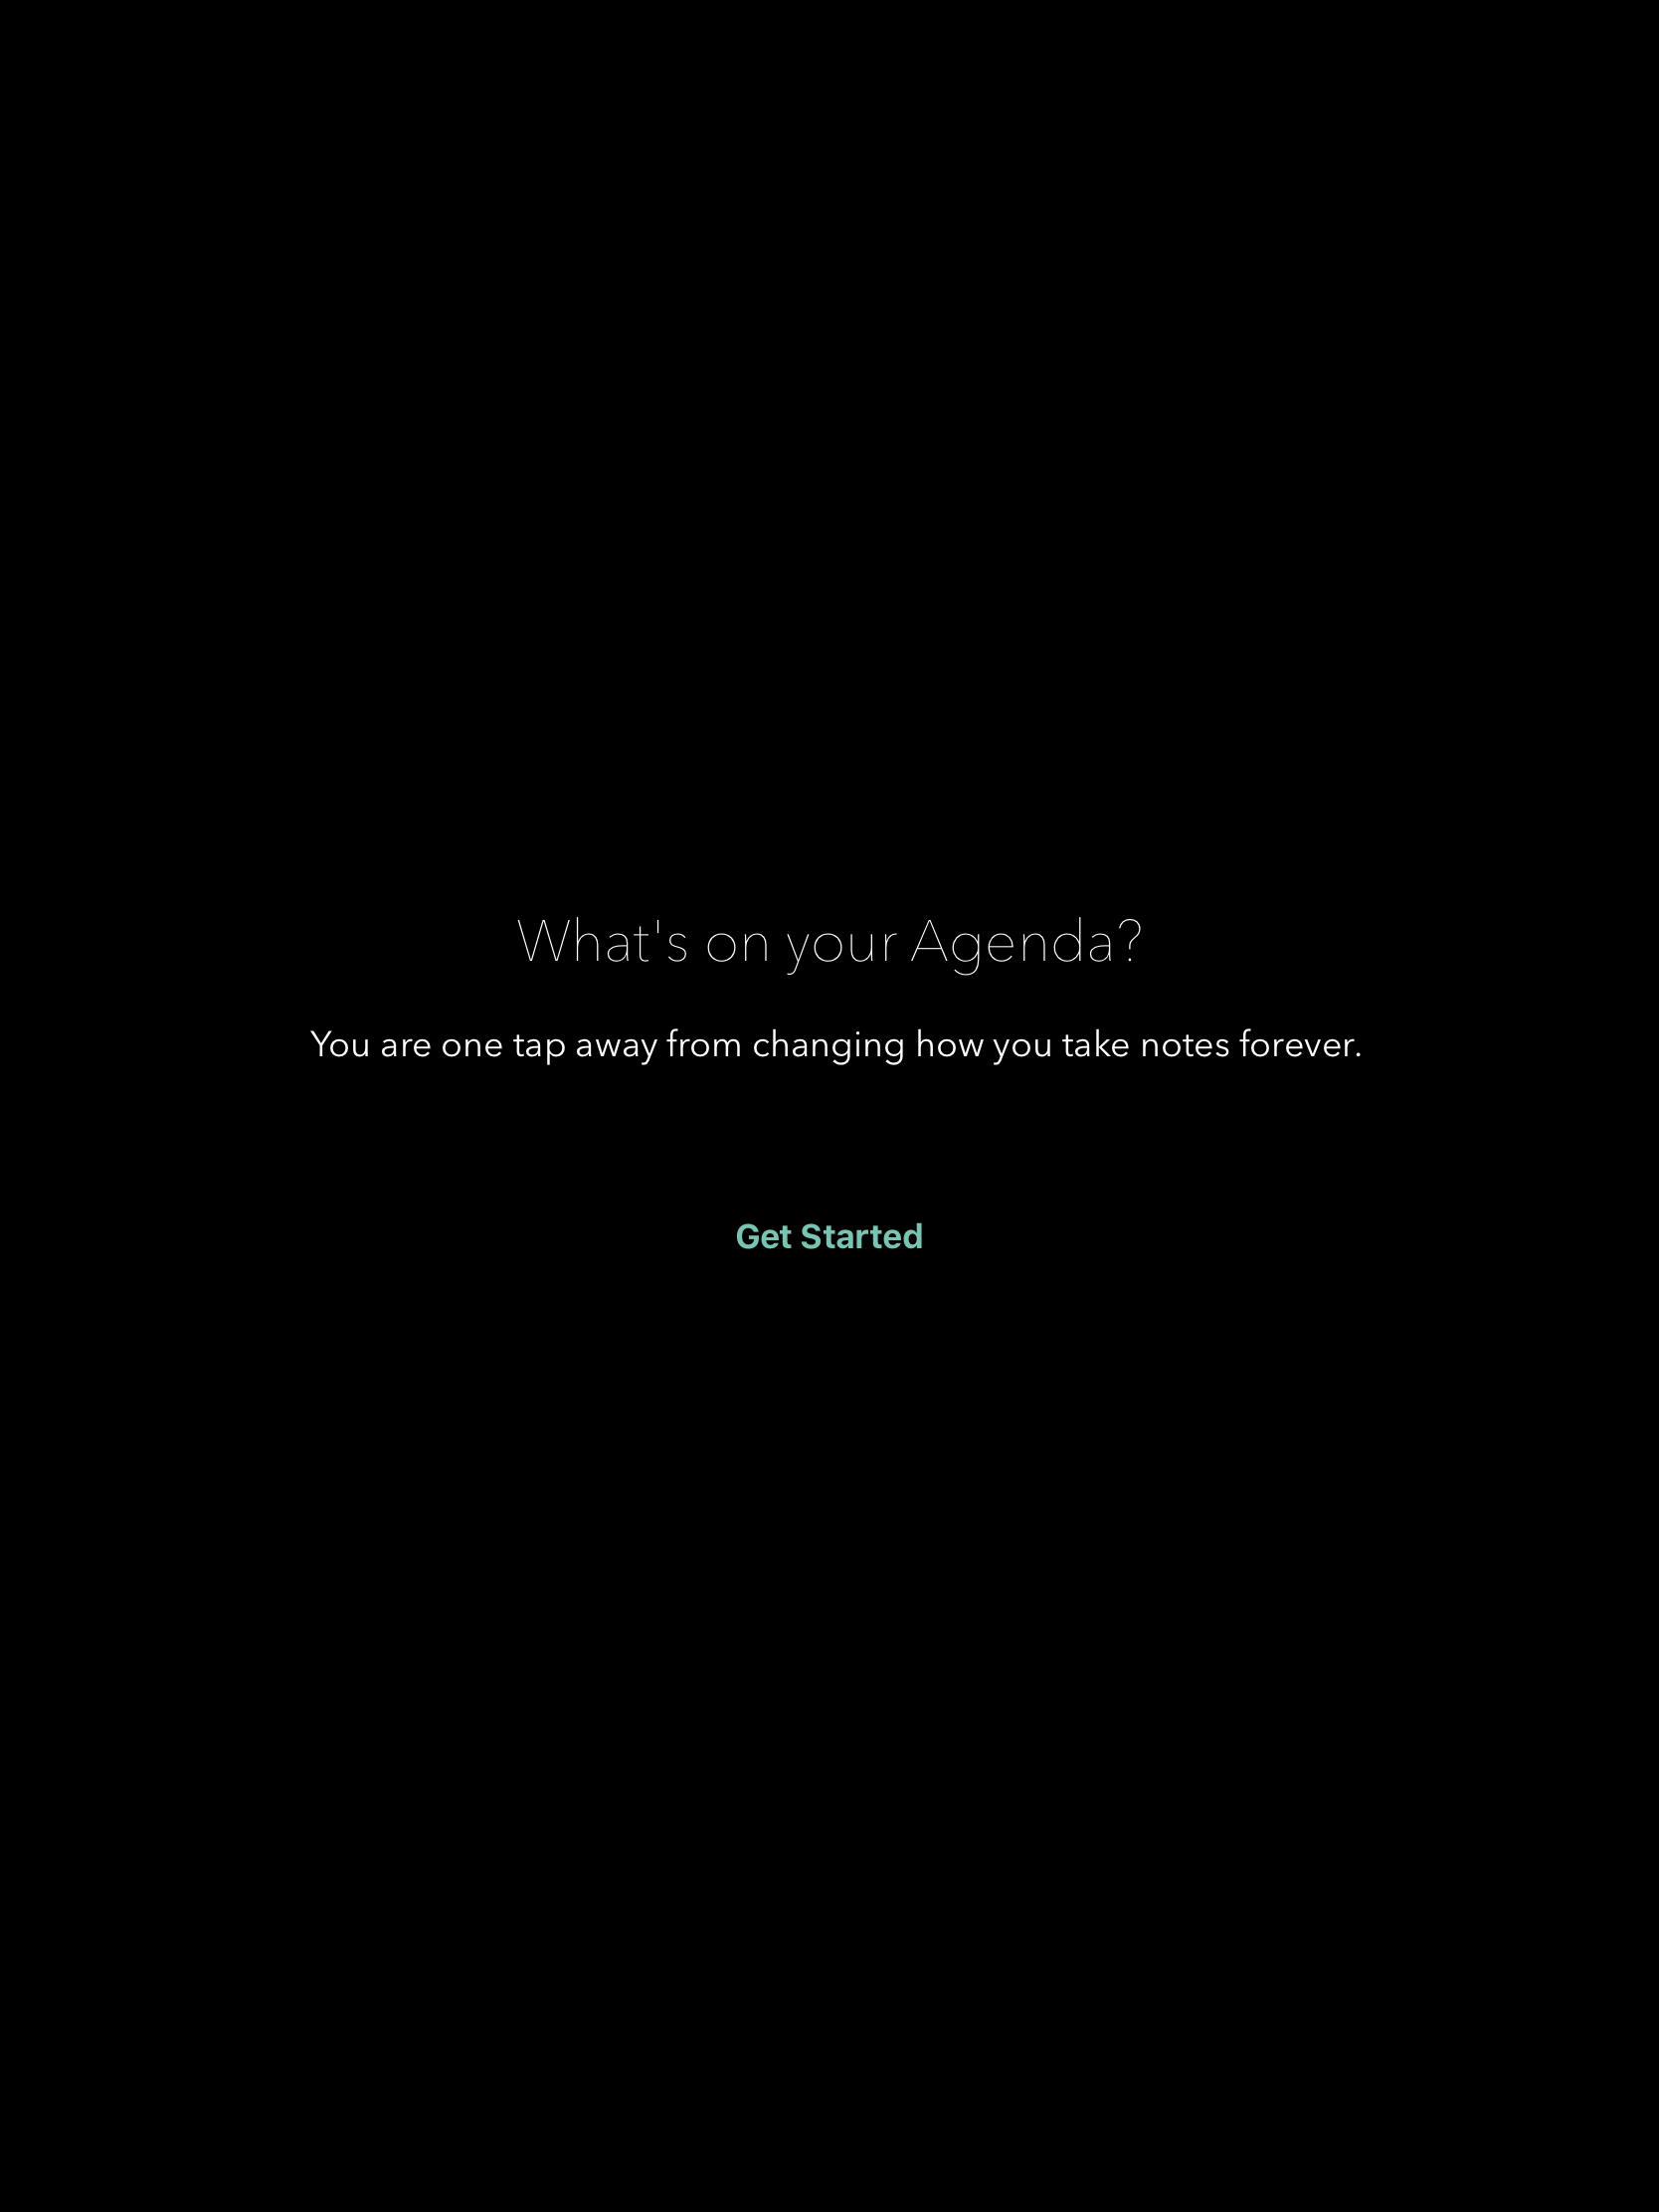 What's on your Agenda?
You are one tap away from changing how you take notes forever.
Get Started